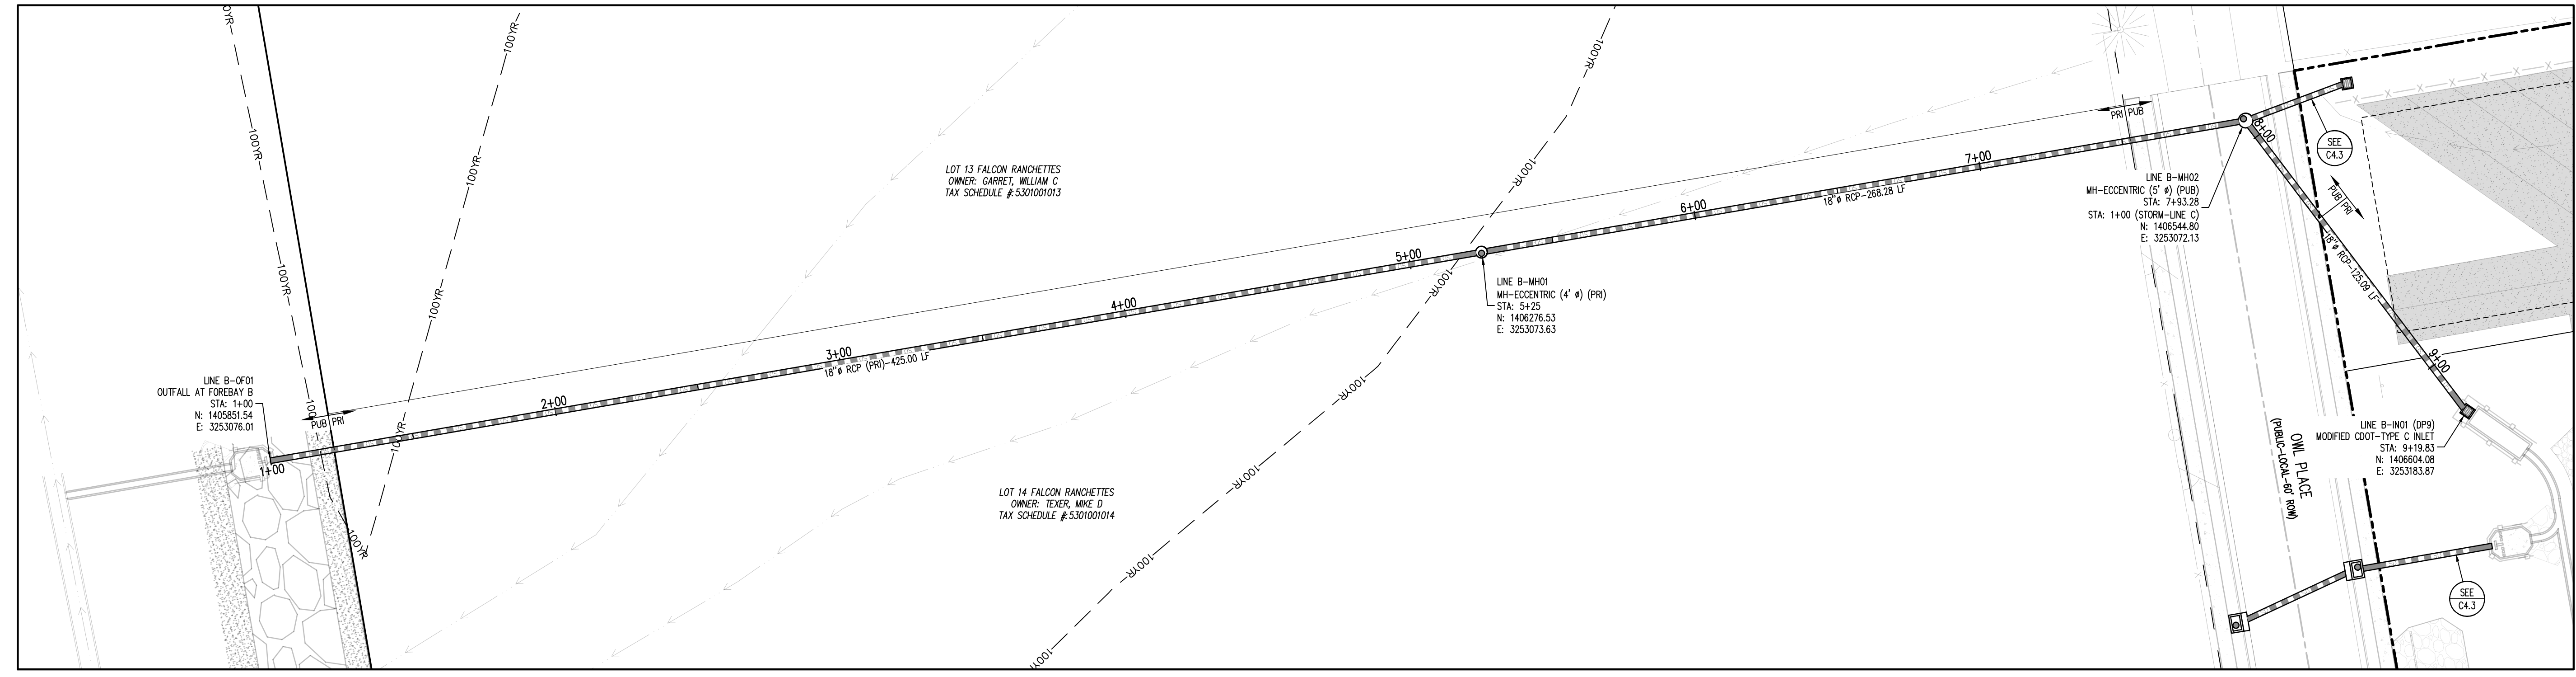 100YR
100YR
100YR
100YR
100YR
100YR
100YR
100YR
100YR
100YR
100YR
LOT 13 FALCON RANCHETTES
OWNER: GARRET, WILLIAM C
TAX SCHEDULE #:5301001013
100YR
100YR
100YR
100YR
100YR
100YR
100YR
PRI PUB
8+00
SEE
C4.3
7+00
18"ø RCP-268.28 LF
6+00
LINE B-MH02
MH-ECCENTRIC (5' ø) (PUB)
STA: 7+93.28
STA: 1+00 (STORM-LINE C)
N: 1406544.80
E: 3253072.13
PUB PRI
18"ø RCP-125.09 LF
5+00
LINE B-MH01
MH-ECCENTRIC (4' ø) (PRI)
STA: 5+25
N: 1406276.53
E: 3253073.63
4+00
3+00
18"ø RCP (PRI)-425.00 LF
9+00
LINE B-OF01
OUTFALL AT FOREBAY B
STA: 1+00
N: 1405851.54
E: 3253076.01
PUB PRI
2+00
1+00
LINE B-IN01 (DP9)
MODIFIED CDOT-TYPE C INLET
STA: 9+19.83
N: 1406604.08
E: 3253183.87
OWL PLACE
(PUBLIC-LOCAL-60' ROW)
LOT 14 FALCON RANCHETTES
OWNER: TEXER, MIKE D
TAX SCHEDULE #:5301001014
SEE
C4.3